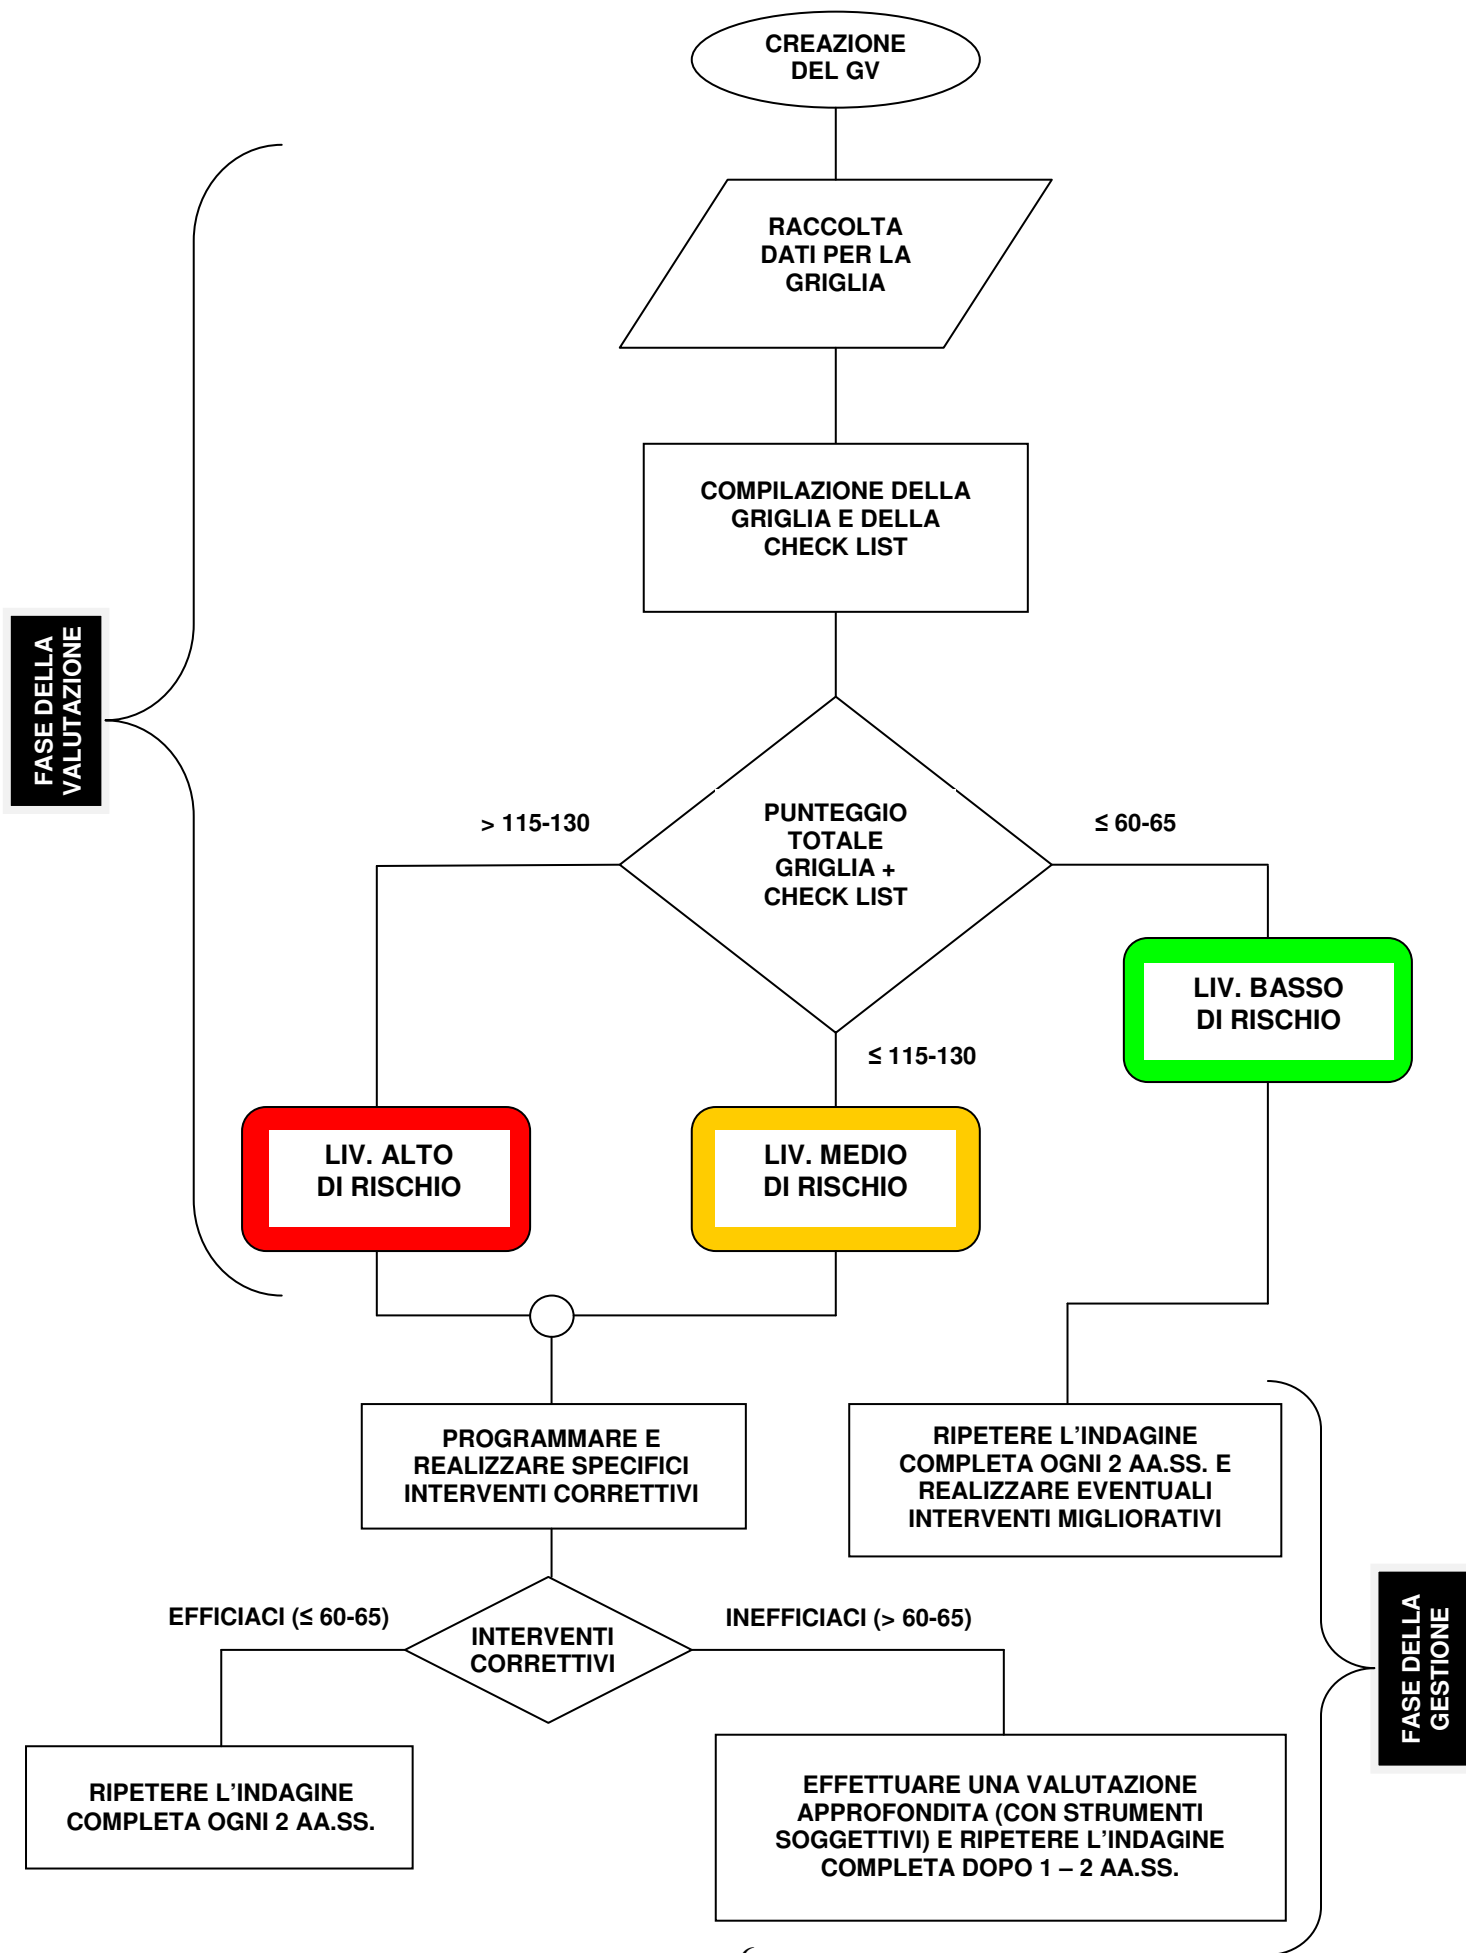 CREAZIONE
DEL GV
RACCOLTA
DATI PER LA
GRIGLIA
COMPILAZIONE DELLA
GRIGLIA E DELLA
CHECK LIST
FASE DELLA
VALUTAZIONE
> 115-130
PUNTEGGIO
TOTALE
GRIGLIA +
CHECK LIST
≤ 60-65
LIV. BASSO
DI RISCHIO
≤ 115-130
LIV. ALTO
DI RISCHIO
LIV. MEDIO
DI RISCHIO
PROGRAMMARE E
REALIZZARE SPECIFICI
INTERVENTI CORRETTIVI
RIPETERE L’INDAGINE
COMPLETA OGNI 2 AA.SS. E
REALIZZARE EVENTUALI
INTERVENTI MIGLIORATIVI
EFFICIACI (≤ 60-65)
INTERVENTI
CORRETTIVI
INEFFICIACI (> 60-65)
FASE DELLA
GESTIONE
RIPETERE L’INDAGINE
COMPLETA OGNI 2 AA.SS.
EFFETTUARE UNA VALUTAZIONE
APPROFONDITA (CON STRUMENTI
SOGGETTIVI) E RIPETERE L’INDAGINE
COMPLETA DOPO 1 – 2 AA.SS.